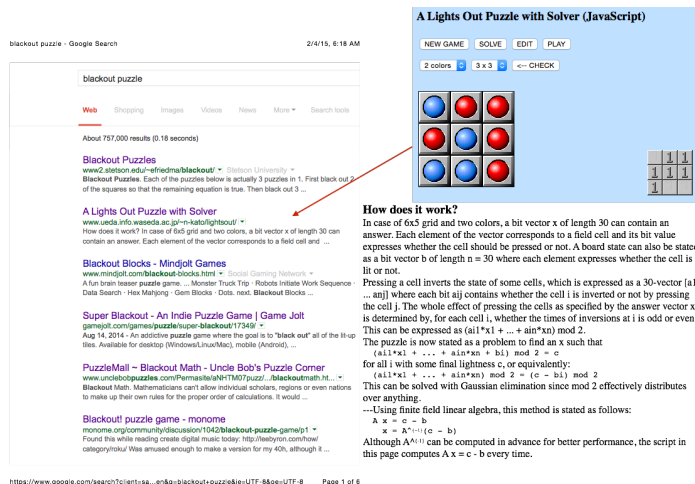 blackout puzzle - Google Search
2/4/15, 6:18 AM
blackout puzzle
Web Shopping Images Videos News More Search tools
About 757,000 results (0.18 seconds)
Blackout Puzzles
www2.stetson.edu/~efriedma/blackout/ Stetson University
Blackout Puzzles. Each of the puzzles below is actually 3 puzzles in 1. First black out 2
of the squares so that the remaining equation is true. Then black out 3 ...
A Lights Out Puzzle with Solver
www.ueda.info.waseda.ac.jp/~n-kato/lightsout/
How does it work? In case of 6x5 grid and two colors, a bit vector x of length 30 can
contain an answer. Each element of the vector corresponds to a field cell and ...
Blackout Blocks - Mindjolt Games
www.mindjolt.com/blackout-blocks.html Social Gaming Network
A fun brain teaser puzzle game. ... Monster Truck Trip · Robots Initiate Work Sequence ·
Data Search · Hex Mahjong · Gem Blocks · Dots. next. Blackout Blocks ...
Super Blackout - An Indie Puzzle Game | Game Jolt
gamejolt.com/games/puzzle/super-blackout/17349/
Aug 14, 2014 - An addictive puzzle game where the goal is to "black out" all of the lit-up
tiles. Available for desktop (Windows/Linux/Mac), mobile (Android), ...
PuzzleMall ~ Blackout Math - Uncle Bob's Puzzle Corner
www.unclebobpuzzles.com/Permasite/aNHTM07puzz/.../blackoutmath.ht...
Blackout Math. Mathematicians can't allow individual scholars, regions or even nations
to make up their own rules for the proper order of calculations. It would ...
Blackout! puzzle game - monome
monome.org/community/discussion/1042/blackout-puzzle-game/p1
Found this while reading create digital music today: http://leebyron.com/how/
category/roku/ Was amused enough to make a version for my 40h, although it ...
https://www.google.com/search?client=sa...en&q=blackout+puzzle&ie=UTF-8&oe=UTF-8 Page 1 of 6
A Lights Out Puzzle with Solver (JavaScript)
NEW GAME SOLVE EDIT PLAY
2 colors 3 x 3 <-- CHECK
1 1
1 1
1
How does it work?
In case of 6x5 grid and two colors, a bit vector x of length 30 can contain an
answer. Each element of the vector corresponds to a field cell and its bit value
expresses whether the cell should be pressed or not. A board state can also be state
as a bit vector b of length n = 30 where each element expresses whether the cell is
lit or not.
Pressing a cell inverts the state of some cells, which is expressed as a 30-vector [a1
... anj] where each bit aij contains whether the cell i is inverted or not by pressing
the cell j. The whole effect of pressing the cells as specified by the answer vector x
is determined by, for each cell i, whether the times of inversions at i is odd or even
This can be expressed as (ai1*x1 + ... + ain*xn) mod 2.
The puzzle is now stated as a problem to find an x such that
(ai1*x1 + ... + ain*xn + bi) mod 2 = c
for all i with some final lightness c, or equivalently:
(ai1*x1 + ... + ain*xn) mod 2 = (c - bi) mod 2
This can be solved with Gaussian elimination since mod 2 effectively distributes
over anything.
---Using finite field linear algebra, this method is stated as follows:
A x = c - b
x = A^(-1)(c - b)
Although A^(-1) can be computed in advance for better performance, the script in
this page computes A x = c - b every time.